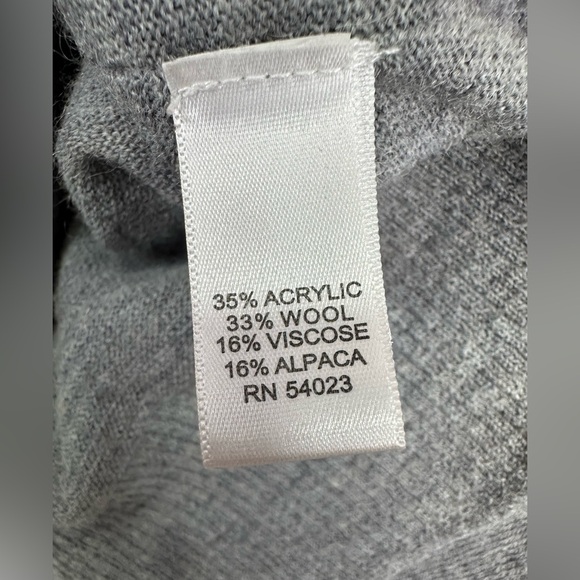 35% ACRYLIC
33% WOOL
16% VISCOSE
16% ALPACA
RN 54023